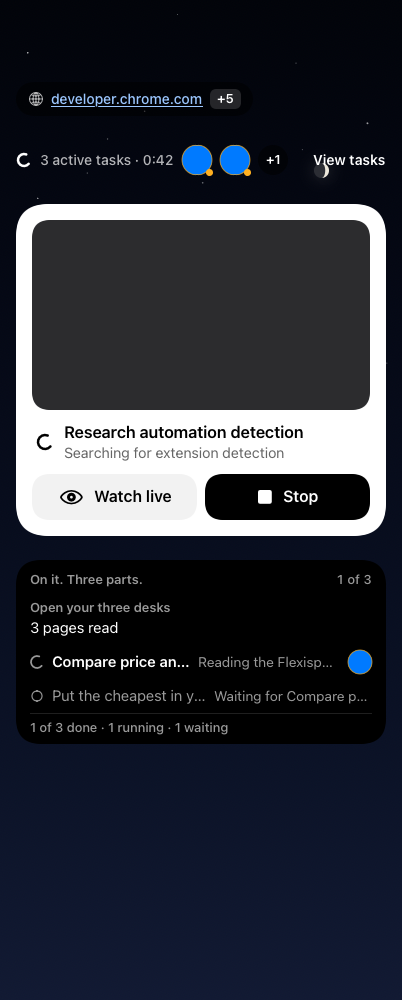 developer.chrome.com +5
3 active tasks · 0:42 +1 View tasks
Research automation detection
Searching for extension detection
Watch live Stop
On it. Three parts. 1 of 3
Open your three desks
3 pages read
Compare price an... Reading the Flexisp...
Put the cheapest in y... Waiting for Compare p...
1 of 3 done · 1 running · 1 waiting